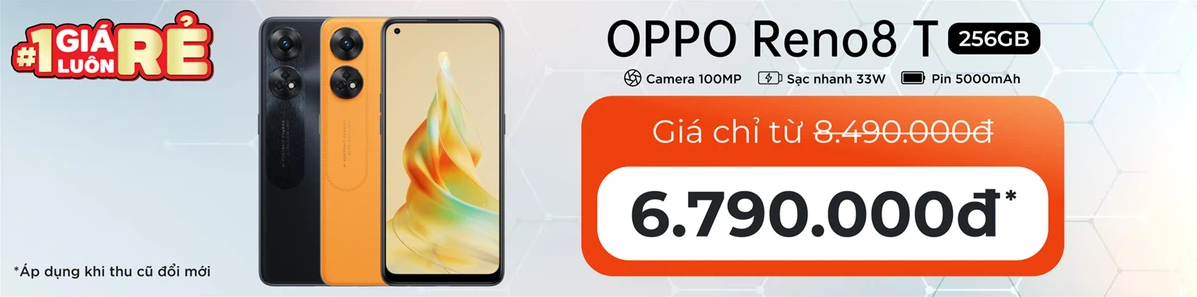 #1 GIÁ LUÔN RẺ
OPPO Reno8 T 256GB
Camera 100MP Sạc nhanh 33W Pin 5000mAh
Giá chỉ từ 8.490.000đ
6.790.000đ*
*Áp dụng khi thu cũ đổi mới